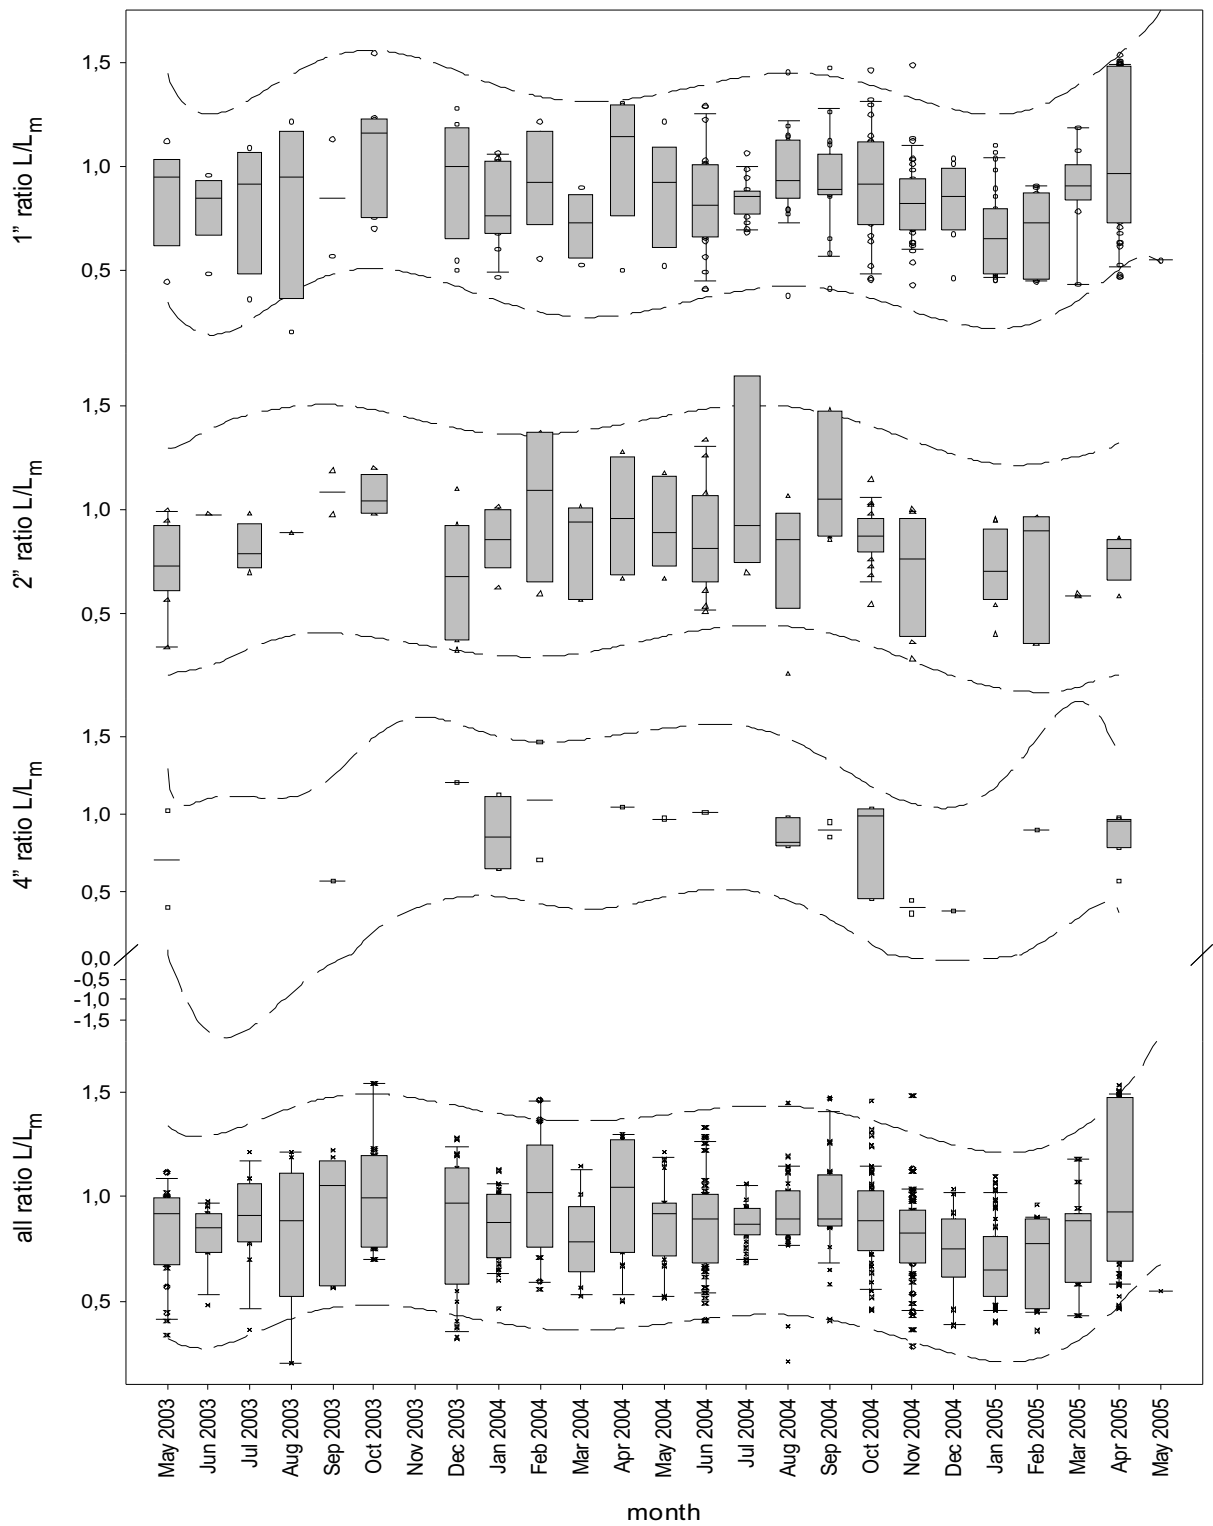 1” ratio L/Lm
1,5
1,0
0,5
2” ratio L/Lm
1,5
1,0
0,5
4” ratio L/Lm
1,5
1,0
0,5
0,0
-0,5
-1,0
-1,5
all ratio L/Lm
1,5
1,0
0,5
May 2003
Jun 2003
Jul 2003
Aug 2003
Sep 2003
Oct 2003
Nov 2003
Dec 2003
Jan 2004
Feb 2004
Mar 2004
Apr 2004
May 2004
Jun 2004
Jul 2004
Aug 2004
Sep 2004
Oct 2004
Nov 2004
Dec 2004
Jan 2005
Feb 2005
Mar 2005
Apr 2005
May 2005
month